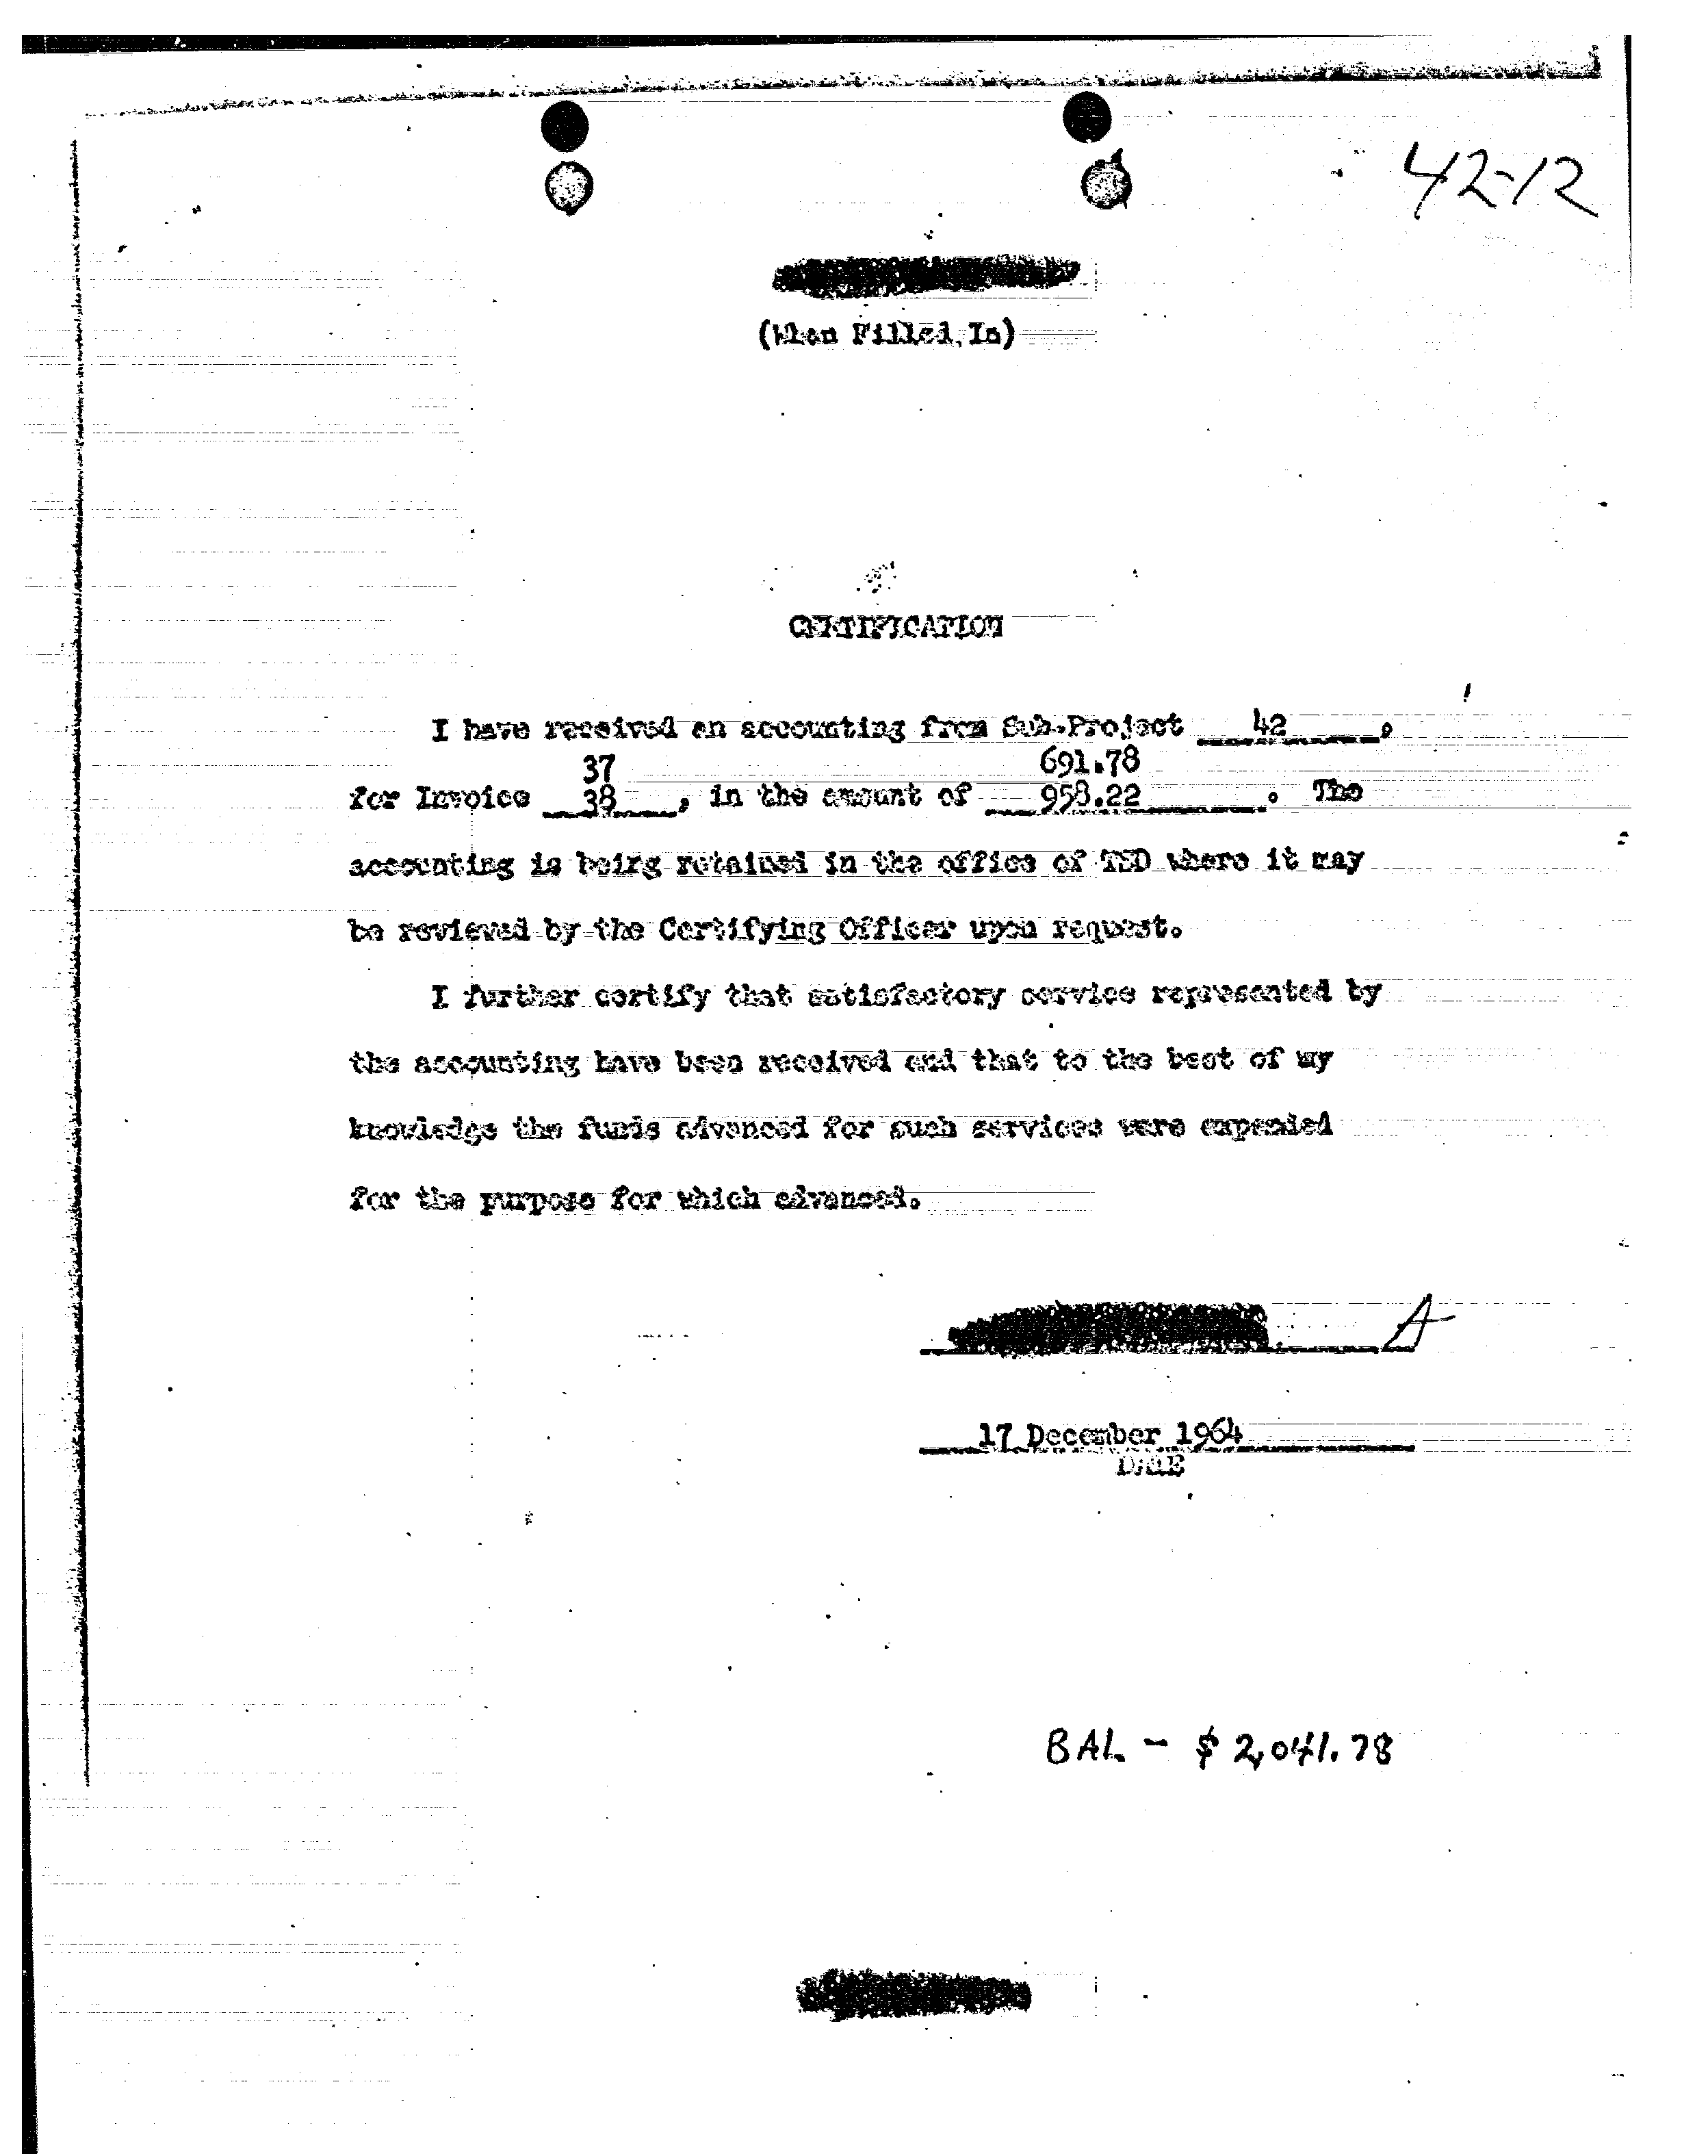 42-12
(When Filled In)
CERTIFICATION
I have received an accounting from Sub-Project 42,
37 691.78
for Invoice 38, in the amount of 958.22. The
accounting is being retained in the office of TSD where it may
be reviewed by the Certifying Officer upon request.
I further certify that satisfactory service represented by
the accounting have been received and that to the best of my
knowledge the funds advanced for such services were expended
for the purpose for which advanced.
A
17 December 1964
DATE
BAL - $2,041.78